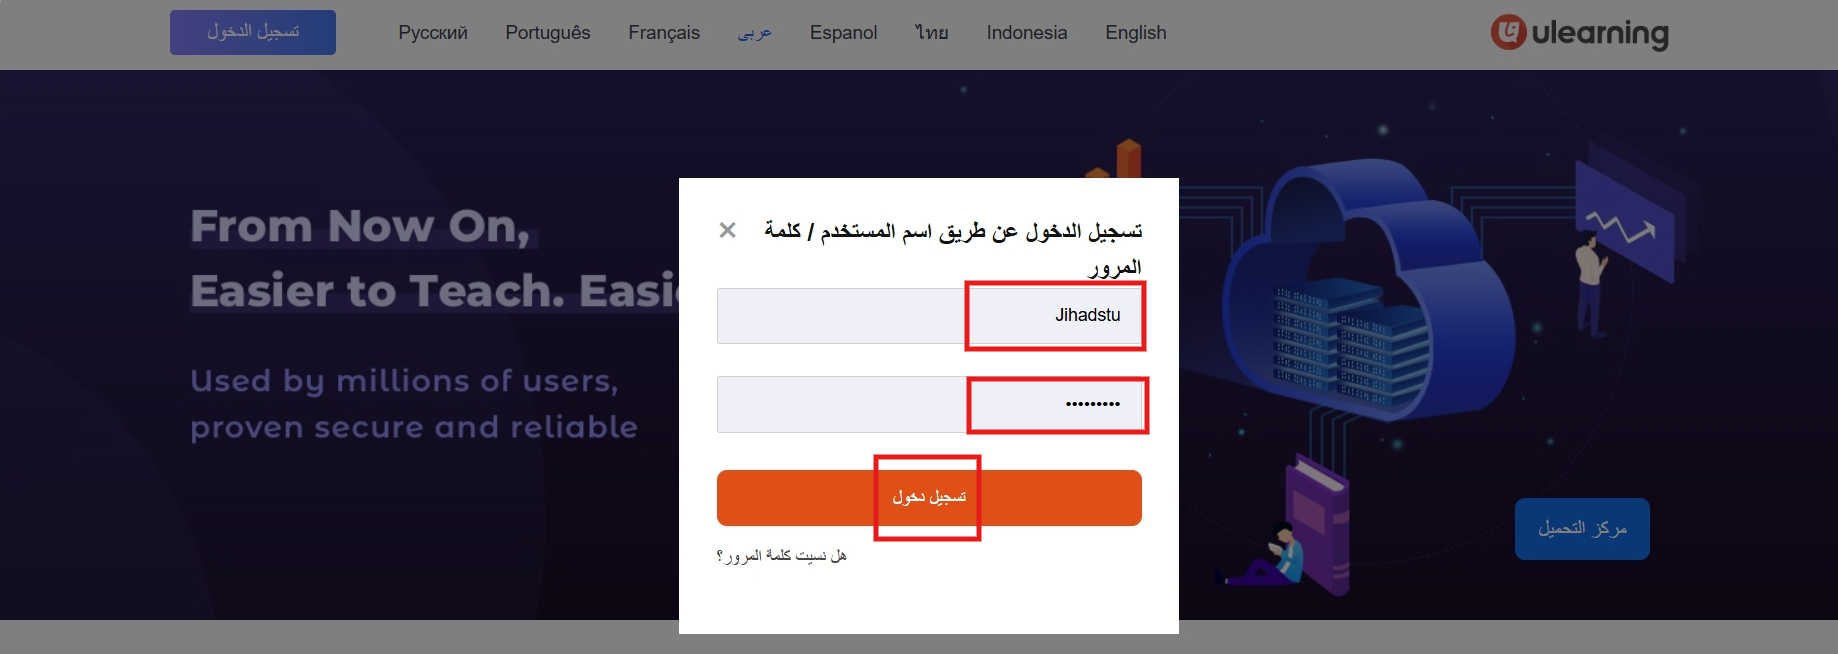 تسجيل الدخول
Русский
Português
Français
عربى
Espanol
ไทย
Indonesia
English
ulearning
From Now On,
Easier to Teach. Easi
Used by millions of users,
proven secure and reliable
تسجيل الدخول عن طريق اسم المستخدم / كلمة
المرور
Jihadstu
•••••••••
تسجيل دخول
هل نسيت كلمة المرور؟
مركز التحميل